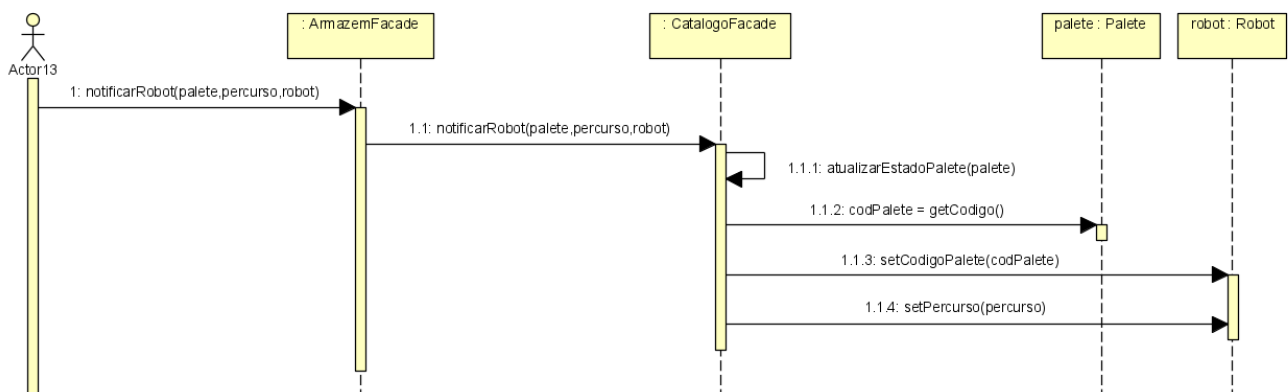 : ArmazemFacade
: CatalogoFacade
palete : Palete
robot : Robot
Actor13
1: notificarRobot(palete,percurso,robot)
1.1: notificarRobot(palete,percurso,robot)
1.1.1: atualizarEstadoPalete(palete)
1.1.2: codPalete = getCodigo()
1.1.3: setCodigoPalete(codPalete)
1.1.4: setPercurso(percurso)